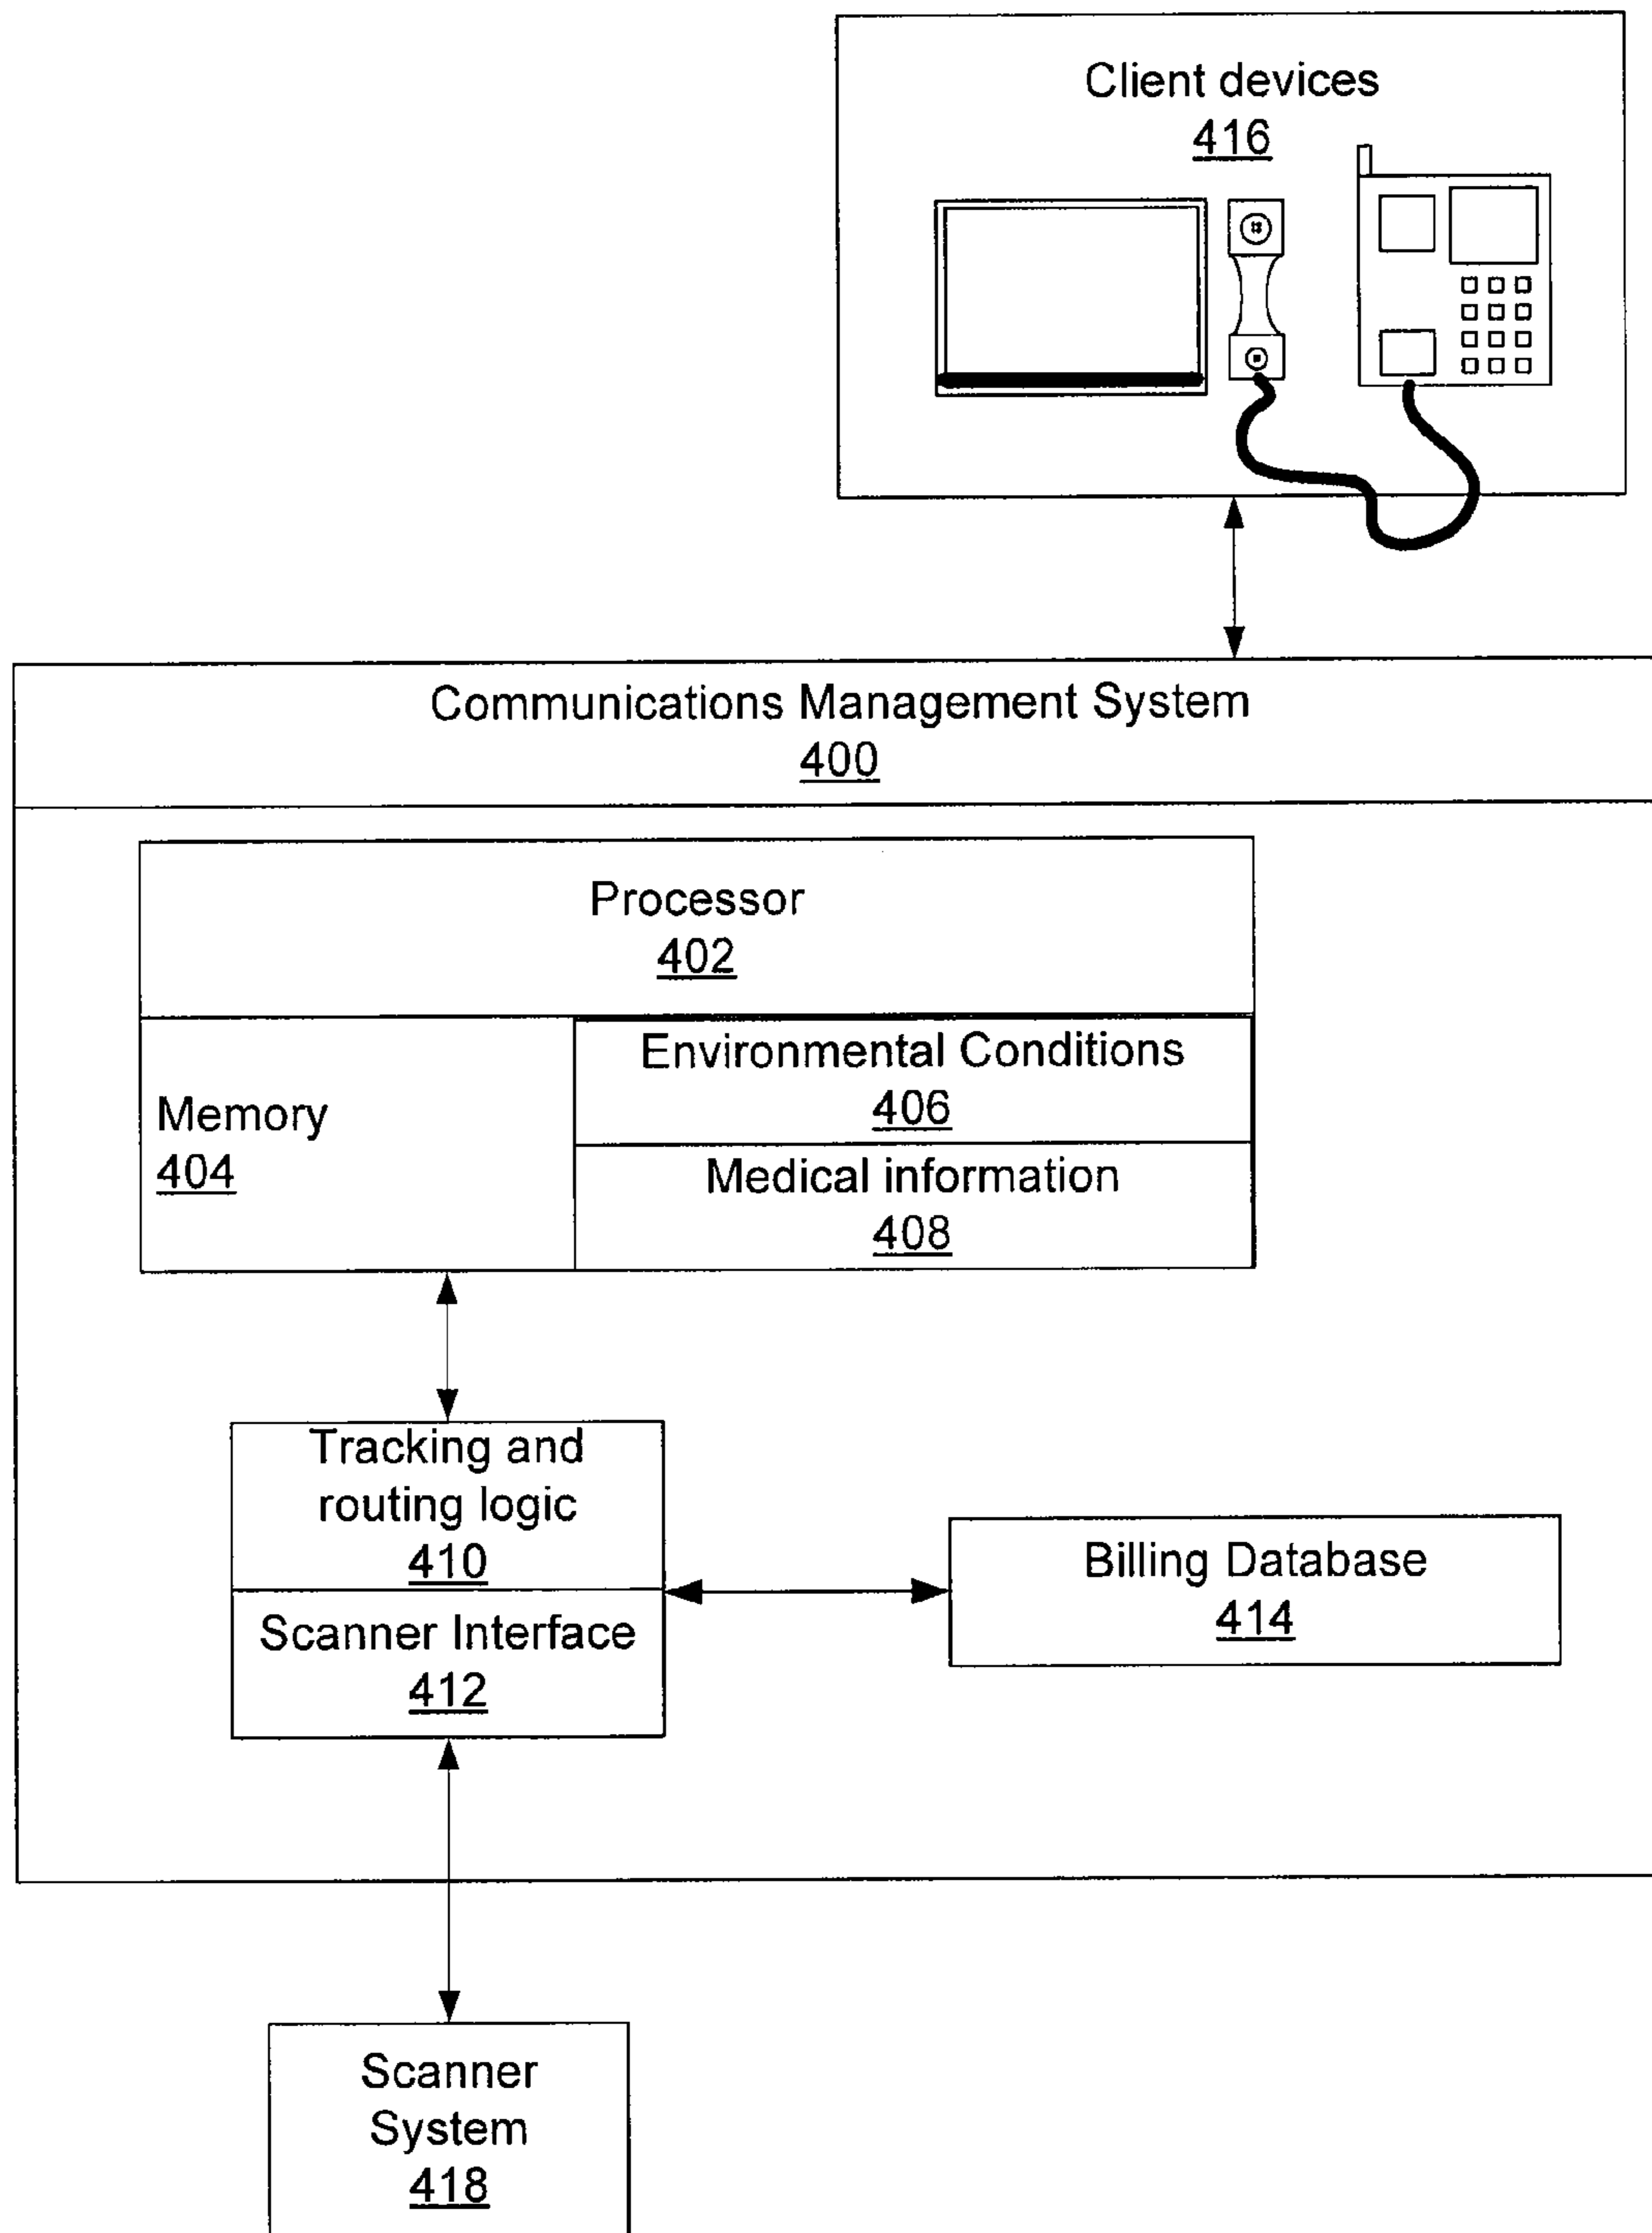 Client devices
416
Communications Management System
400
Processor
402
Environmental Conditions
406
Memory
404
Medical information
408
Tracking and
routing logic
410
Scanner Interface
412
Billing Database
414
Scanner
System
418